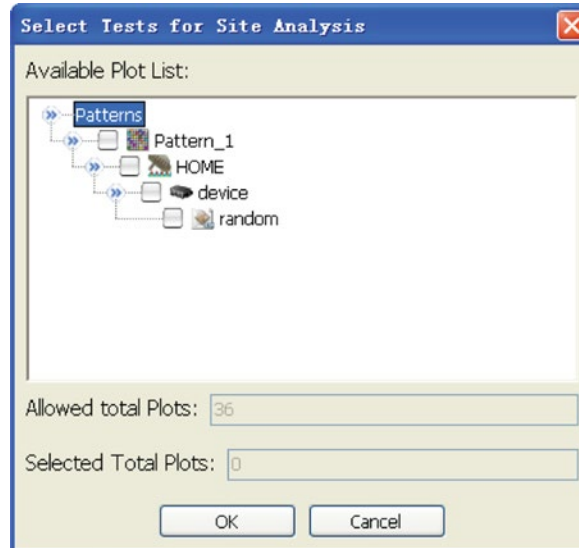 Select Tests for Site Analysis
Available Plot List:
Patterns
Pattern_1
HOME
device
random
Allowed total Plots: 36
Selected Total Plots: 0
OK Cancel